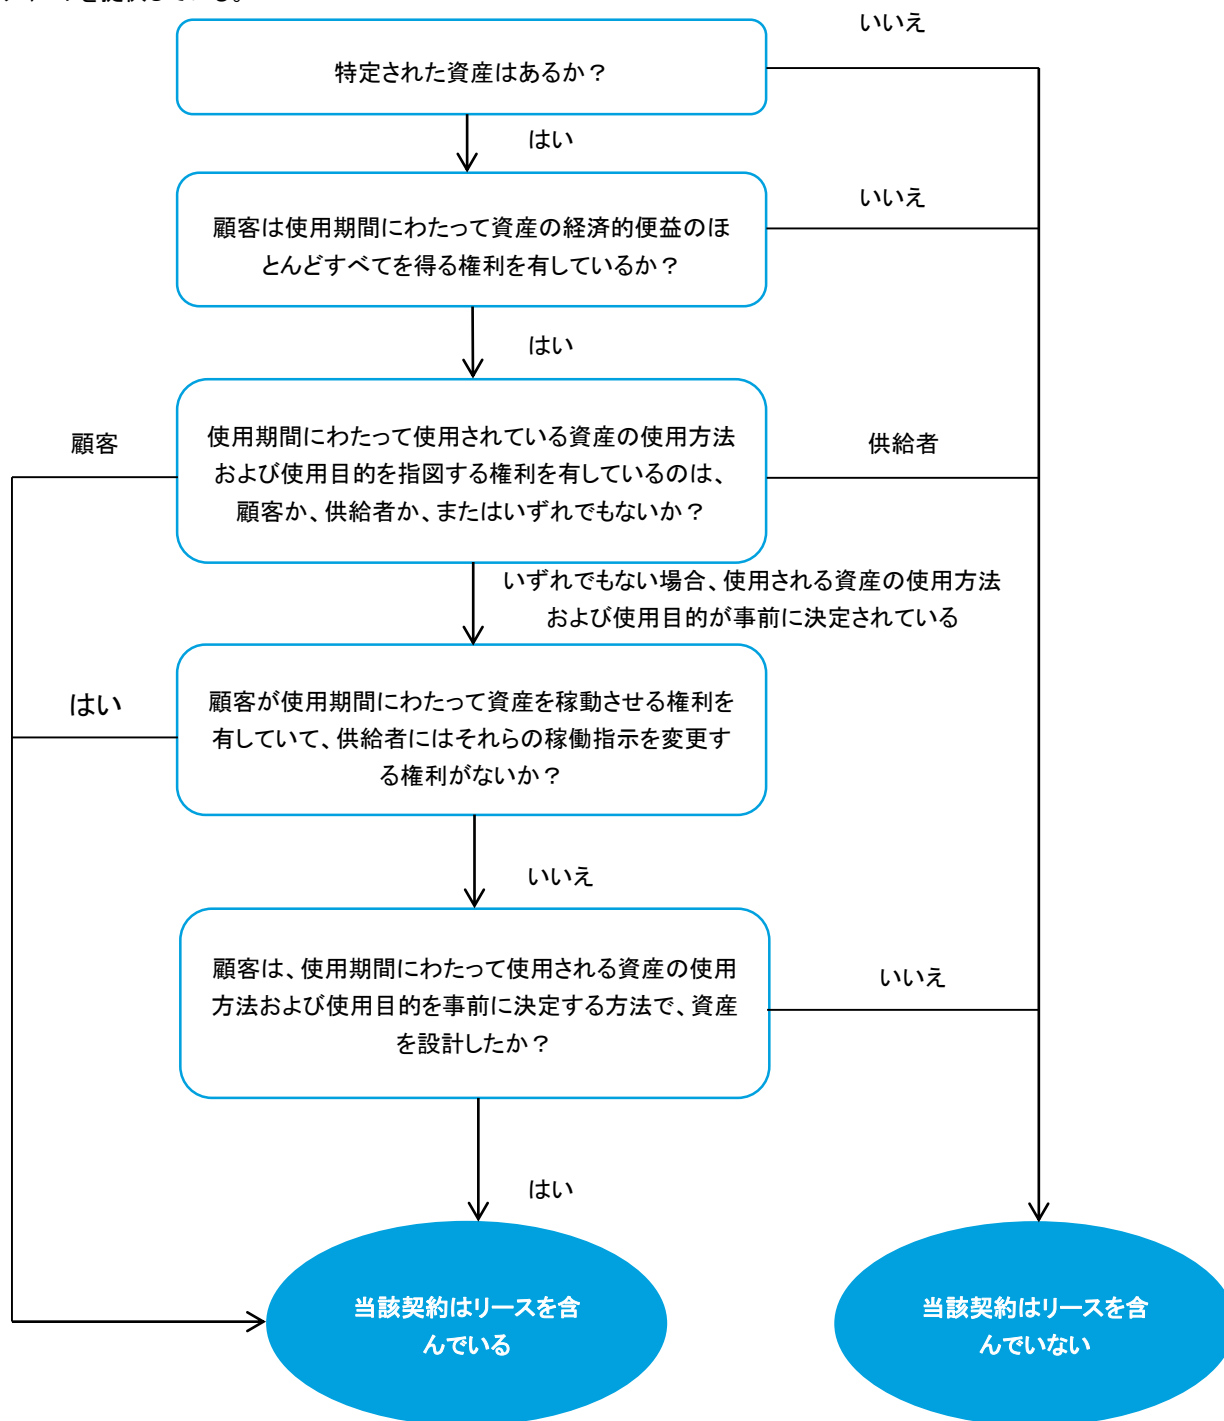 を提供している。
いいえ
特定された資産はあるか？
はい
いいえ
顧客は使用期間にわたって資産の経済的便益のほ
とんどすべてを得る権利を有しているか？
はい
顧客
使用期間にわたって使用されている資産の使用方法
および使用目的を指図する権利を有しているのは、
顧客か、供給者か、またはいずれでもないか？
供給者
いずれでもない場合、使用される資産の使用方法
および使用目的が事前に決定されている
はい
顧客が使用期間にわたって資産を稼動させる権利を
有していて、供給者にはそれらの稼働指示を変更す
る権利がないか？
いいえ
顧客は、使用期間にわたって使用される資産の使用
方法および使用目的を事前に決定する方法で、資産
を設計したか？
いいえ
はい
当該契約はリースを含
んでいる
当該契約はリースを含
んでいない